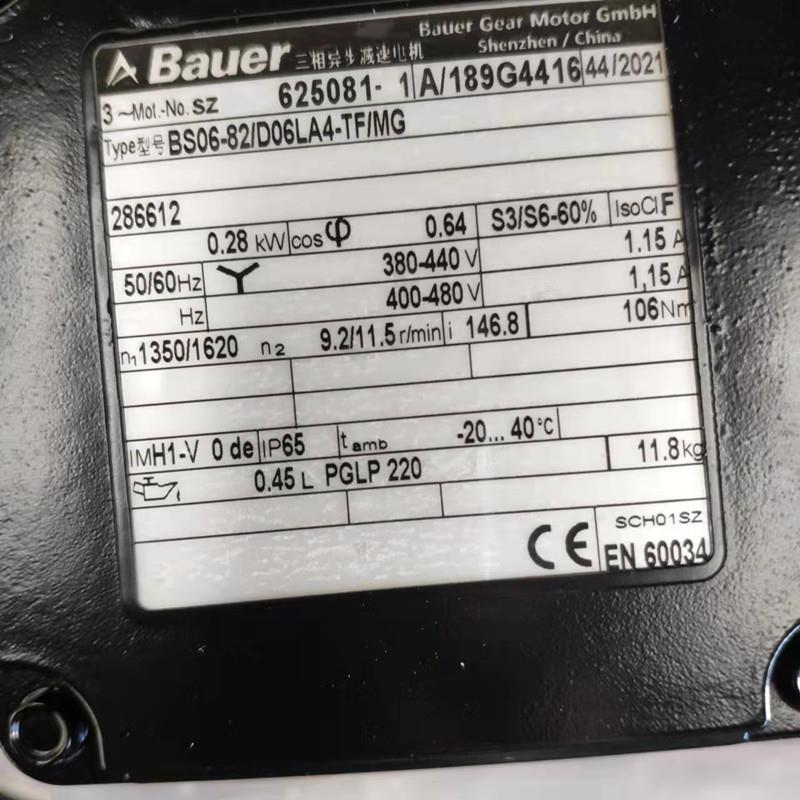 Bauer 三相异步减速电机 Bauer Gear Motor GmbH
Shenzhen / China
3~Mot.-No. SZ 625081- 1 A/189G4416 44/2021
Type型号 BS06-82/D06LA4-TF/MG
286612
0.28 kW cosφ 0.64 S3/S6-60% IsoCl F
50/60Hz Y 380-440 V 1.15 A
Hz 400-480 V 1,15 A
n₁ 1350/1620 n₂ 9.2/11.5 r/min i 146.8 106Nm
IMH1-V 0 de IP65 tamb -20... 40°C
0.45 L PGLP 220 11.8kg
CE SCH01SZ
EN 60034